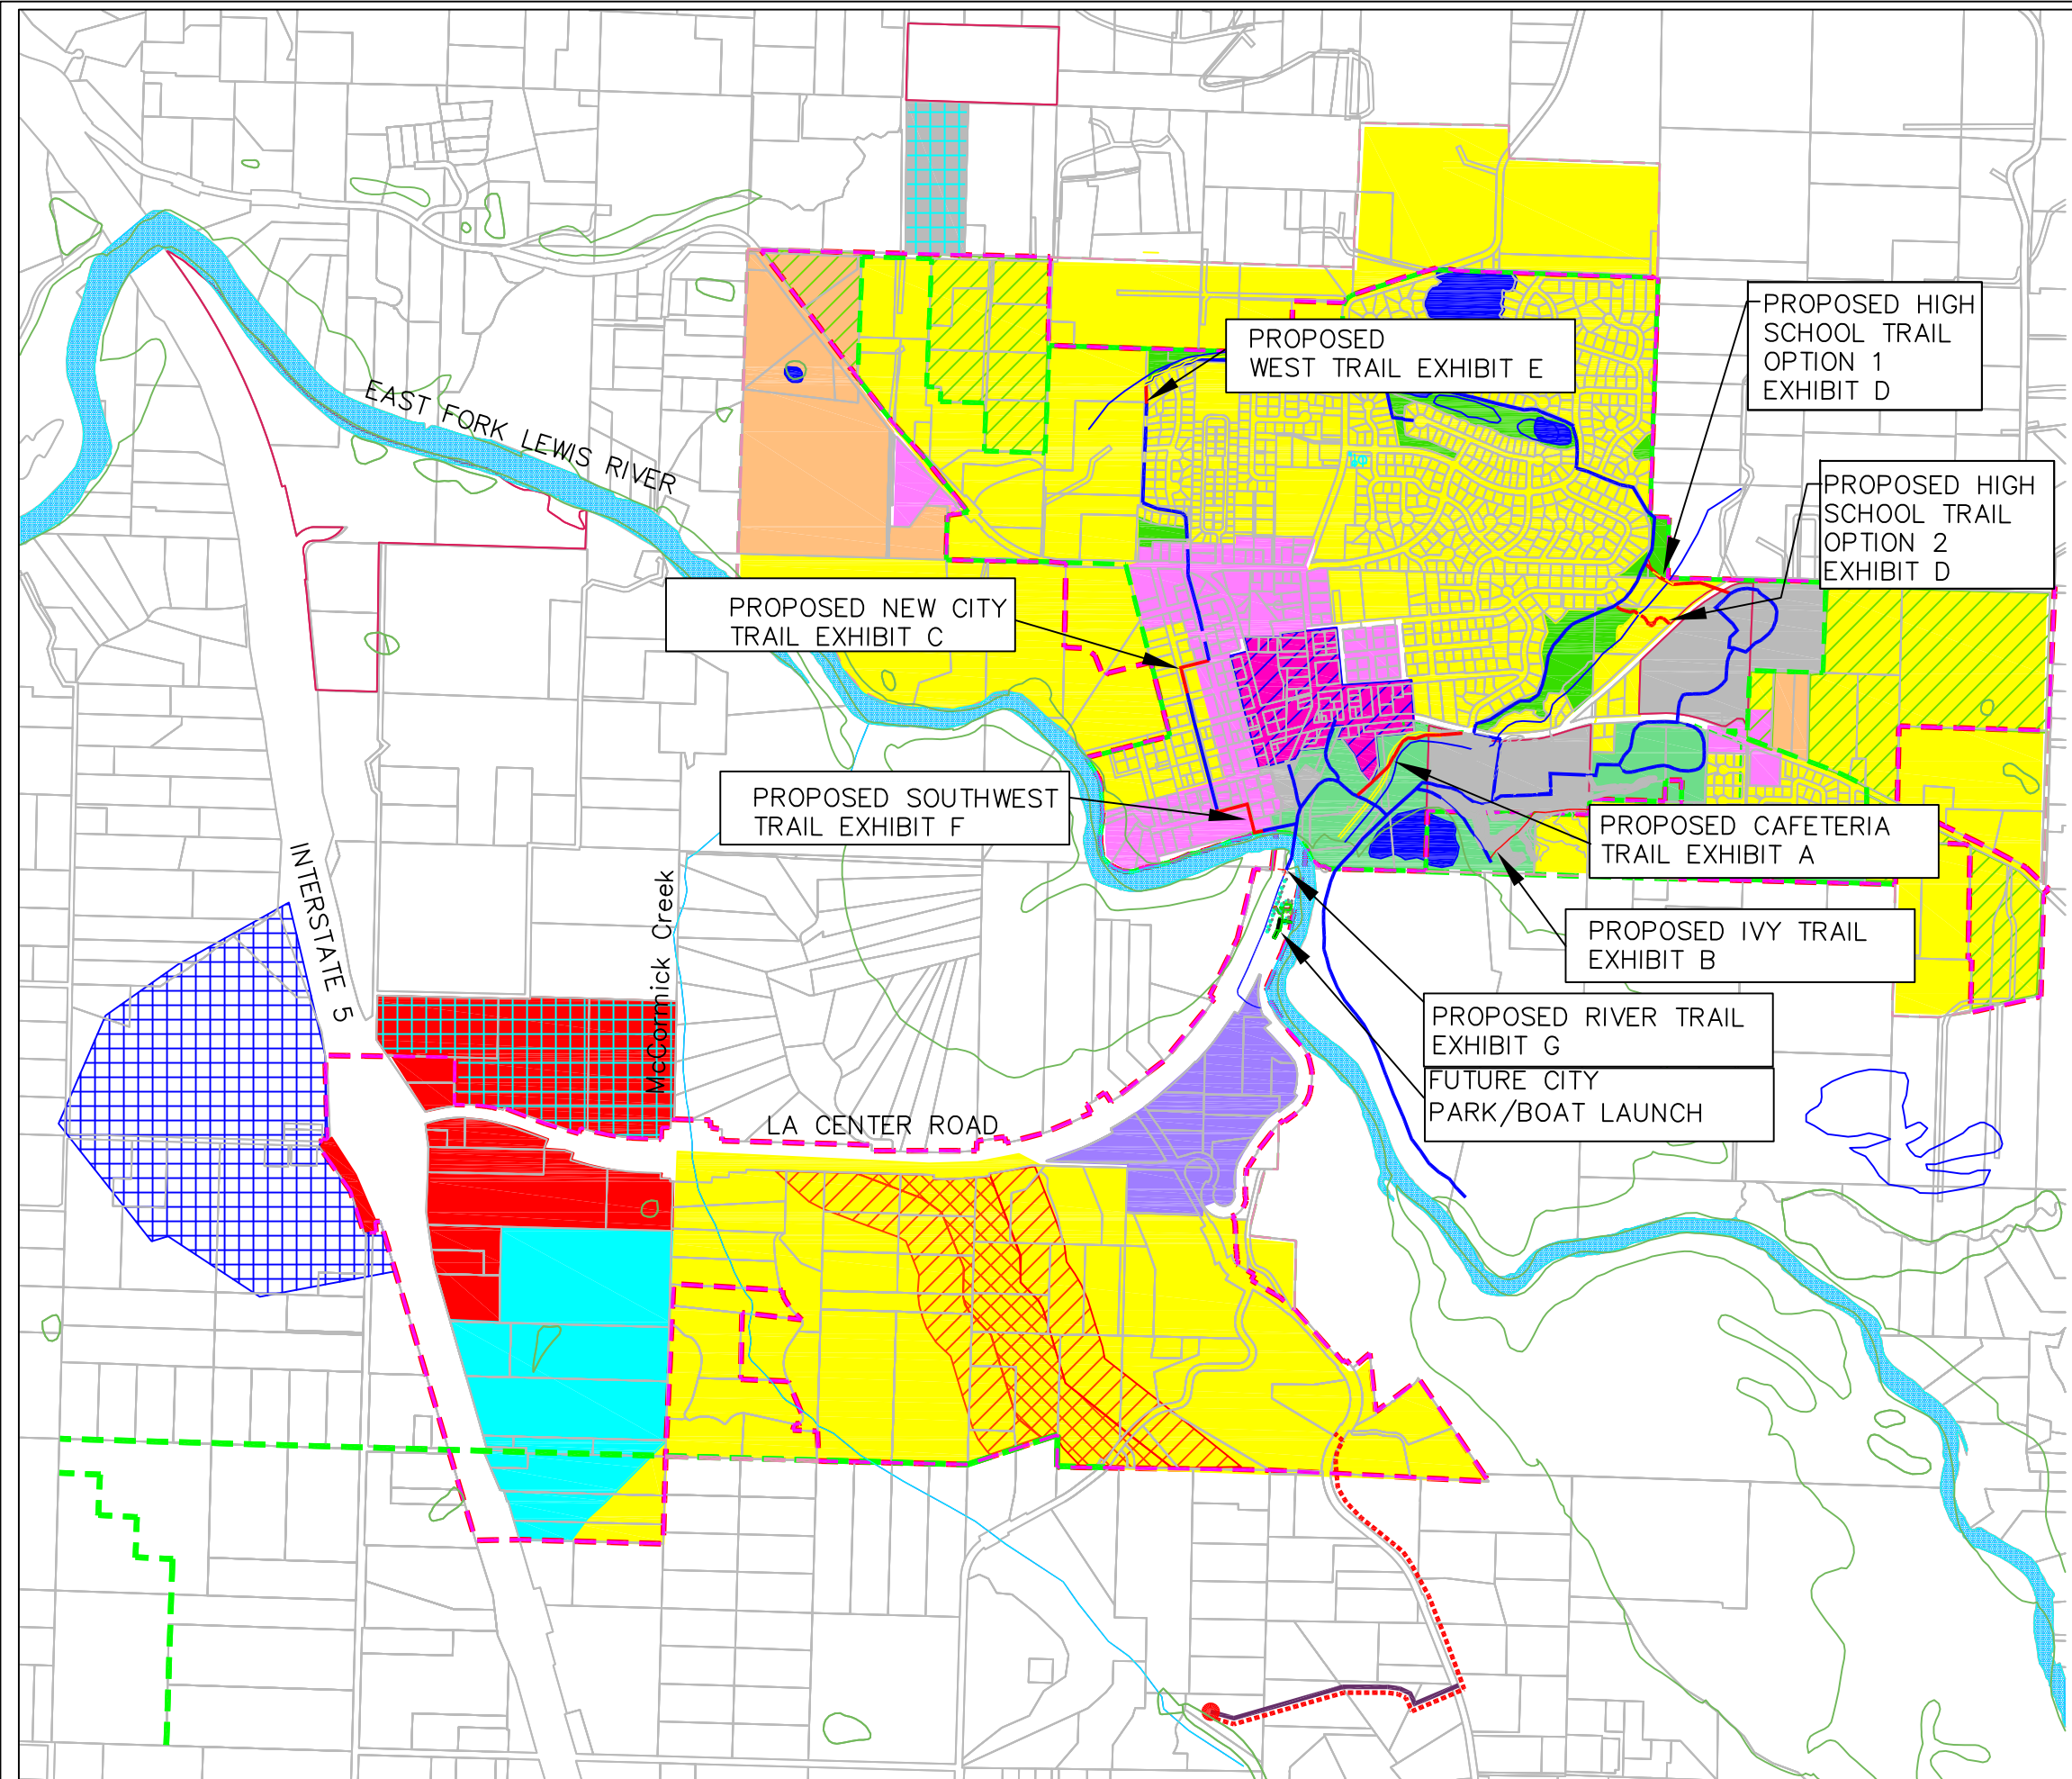 PROPOSED
WEST TRAIL EXHIBIT E
PROPOSED HIGH
SCHOOL TRAIL
OPTION 1
EXHIBIT D
EAST FORK LEWIS RIVER
PROPOSED HIGH
SCHOOL TRAIL
OPTION 2
EXHIBIT D
PROPOSED NEW CITY
TRAIL EXHIBIT C
PROPOSED SOUTHWEST
TRAIL EXHIBIT F
PROPOSED CAFETERIA
TRAIL EXHIBIT A
INTERSTATE 5
McCormick Creek
PROPOSED IVY TRAIL
EXHIBIT B
PROPOSED RIVER TRAIL
EXHIBIT G
FUTURE CITY
PARK/BOAT LAUNCH
LA CENTER ROAD